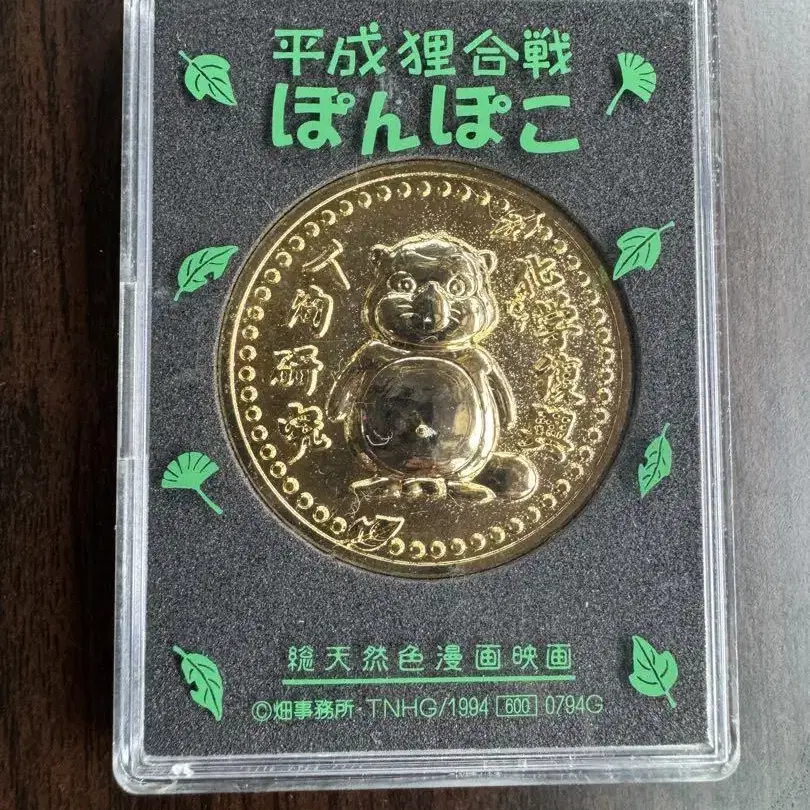 平成狸合戦
ぽんぽこ
化学復興
人間研究
総天然色漫画映画
©畑事務所・TNHG/1994 600 0794G